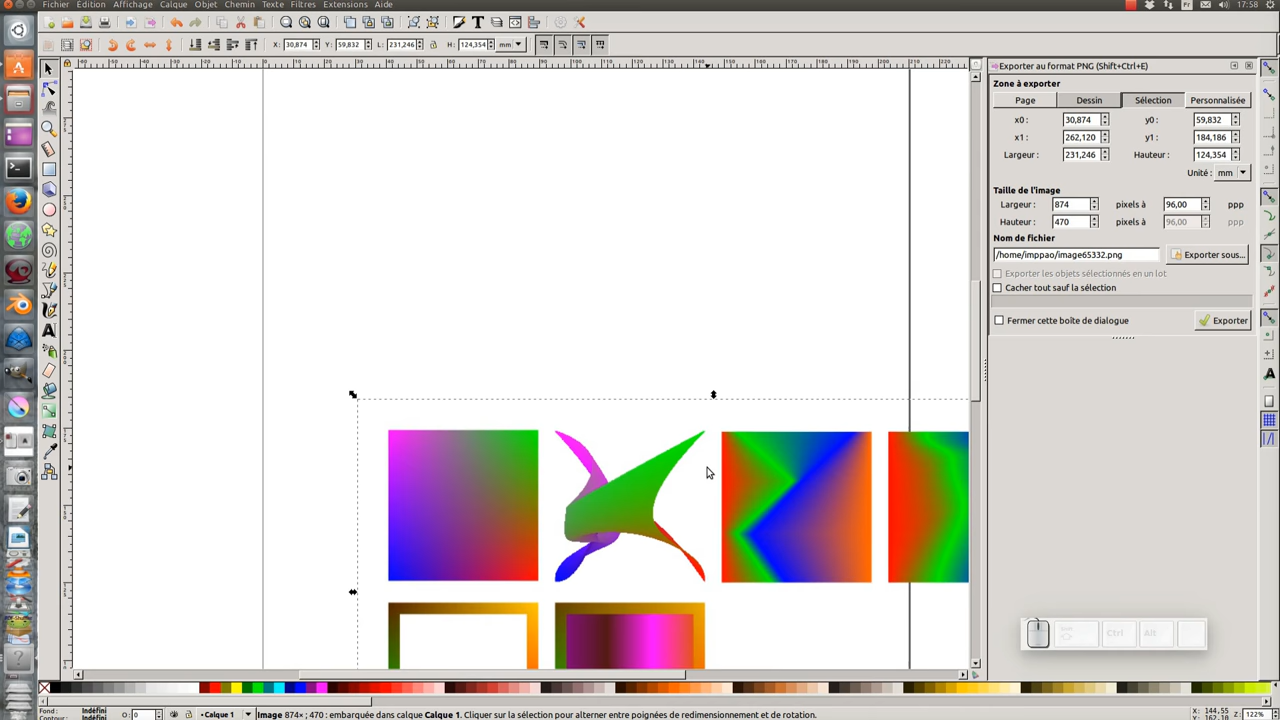 Fichier Édition Affichage Calque Objet Chemin Texte Filtres Extensions Aide
Fr 17:58
X: 30,874 Y: 59,832 L: 231,246 H: 124,354 mm
Exporter au format PNG (Shift+Ctrl+E)
Zone à exporter
Page Dessin Sélection Personnalisée
x0 : 30,874 y0 : 59,832
x1 : 262,120 y1 : 184,186
Largeur : 231,246 Hauteur : 124,354
Unité : mm
Taille de l'image
Largeur : 874 pixels à 96,00 ppp
Hauteur : 470 pixels à 96,00 ppp
Nom de fichier
/home/imppao/image65332.png Exporter sous...
Exporter les objets sélectionnés en un lot
Cacher tout sauf la sélection
Fermer cette boîte de dialogue Exporter
Ctrl Alt
Fond : Indéfini
Contour : Indéfini
O: 0 Calque 1 Image 874× ; 470 : embarquée dans calque Calque 1. Cliquer sur la sélection pour alterner entre poignées de redimensionnement et de rotation.
X: 144,55
Y: 162,10
Z: 122%